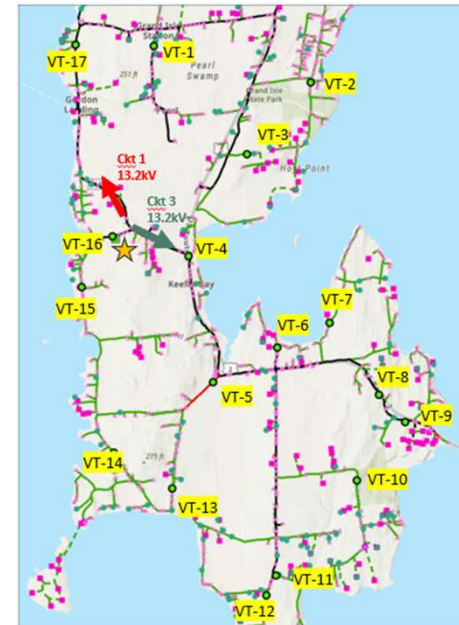 Grand Isle
Station
VT-1
VT-17
Pearl
Swamp
251 ft
VT-2
Grand Isle
State Park
Gordon
Landing
VT-3
Ckt 1
13.2kV
Ckt 3
13.2kV
VT-16
VT-4
Keeler Bay
VT-15
VT-7
VT-6
VT-5
VT-8
VT-9
VT-14
275 ft
VT-10
VT-13
VT-11
VT-12